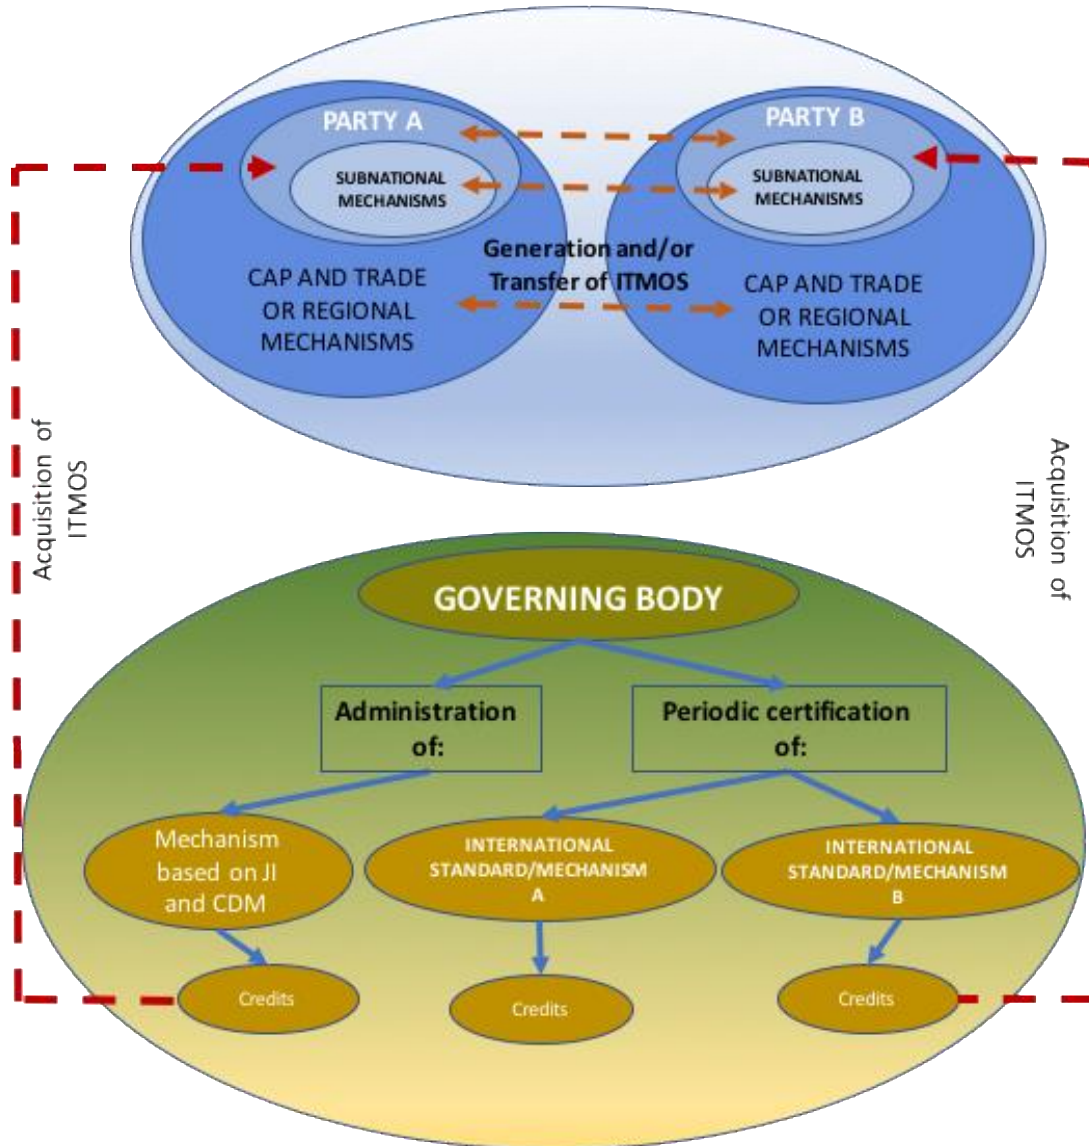 PARTY A
PARTY B
SUBNATIONAL
MECHANISMS
SUBNATIONAL
MECHANISMS
Generation and/or
Transfer of ITMOS
CAP AND TRADE
OR REGIONAL
MECHANISMS
CAP AND TRADE
OR REGIONAL
MECHANISMS
Acquisition of
ITMOS
Acquisition of
ITMOS
GOVERNING BODY
Administration
of:
Periodic certification
of:
Mechanism
based on JI
and CDM
INTERNATIONAL
STANDARD/MECHANISM
A
INTERNATIONAL
STANDARD/MECHANISM
B
Credits
Credits
Credits